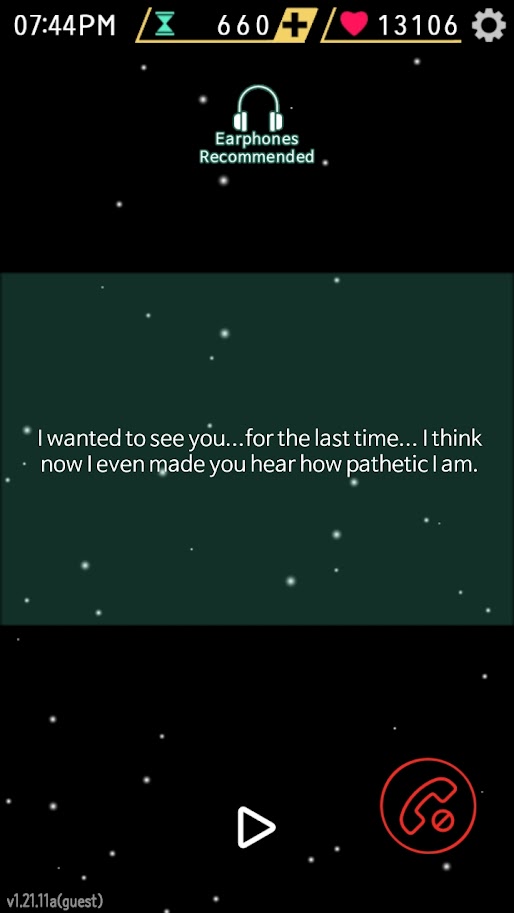 07:44PM 660 13106
Earphones
Recommended
I wanted to see you...for the last time... I think
now I even made you hear how pathetic I am.
v1.21.11a(guest)